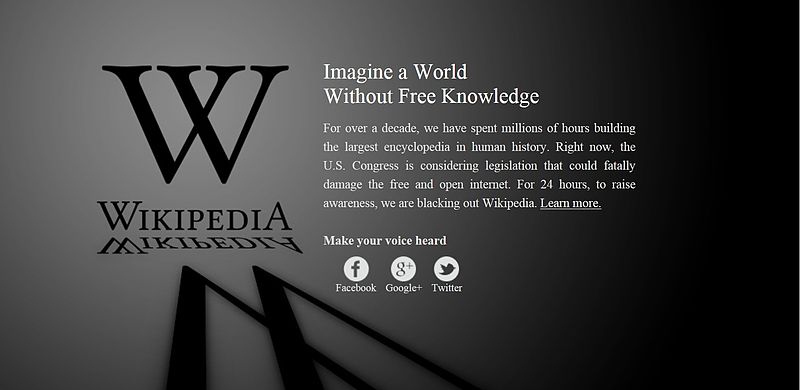 W
WIKIPEDIA
WIKIPEDIA
Imagine a World
Without Free Knowledge
For over a decade, we have spent millions of hours building
the largest encyclopedia in human history. Right now, the
U.S. Congress is considering legislation that could fatally
damage the free and open internet. For 24 hours, to raise
awareness, we are blacking out Wikipedia. Learn more.
Make your voice heard
f g+
Facebook Google+ Twitter